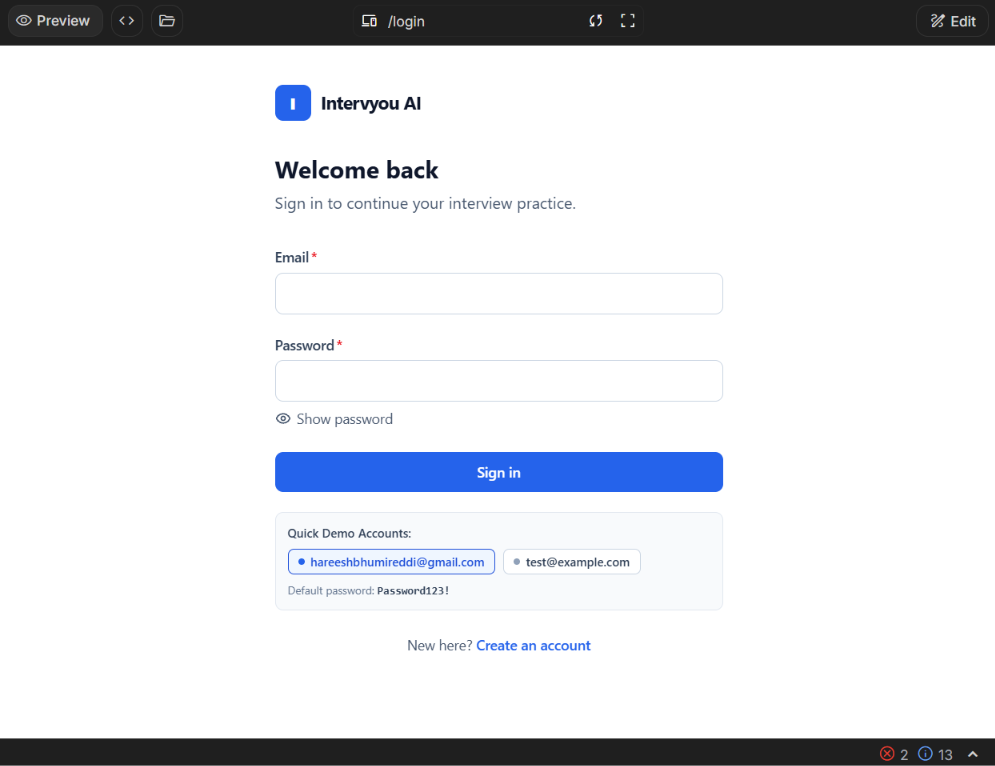 Preview <> /login Edit
I Intervyou AI
Welcome back
Sign in to continue your interview practice.
Email *
Password *
Show password
Sign in
Quick Demo Accounts:
hareeshbhumireddi@gmail.com test@example.com
Default password: Password123!
New here? Create an account
2 13